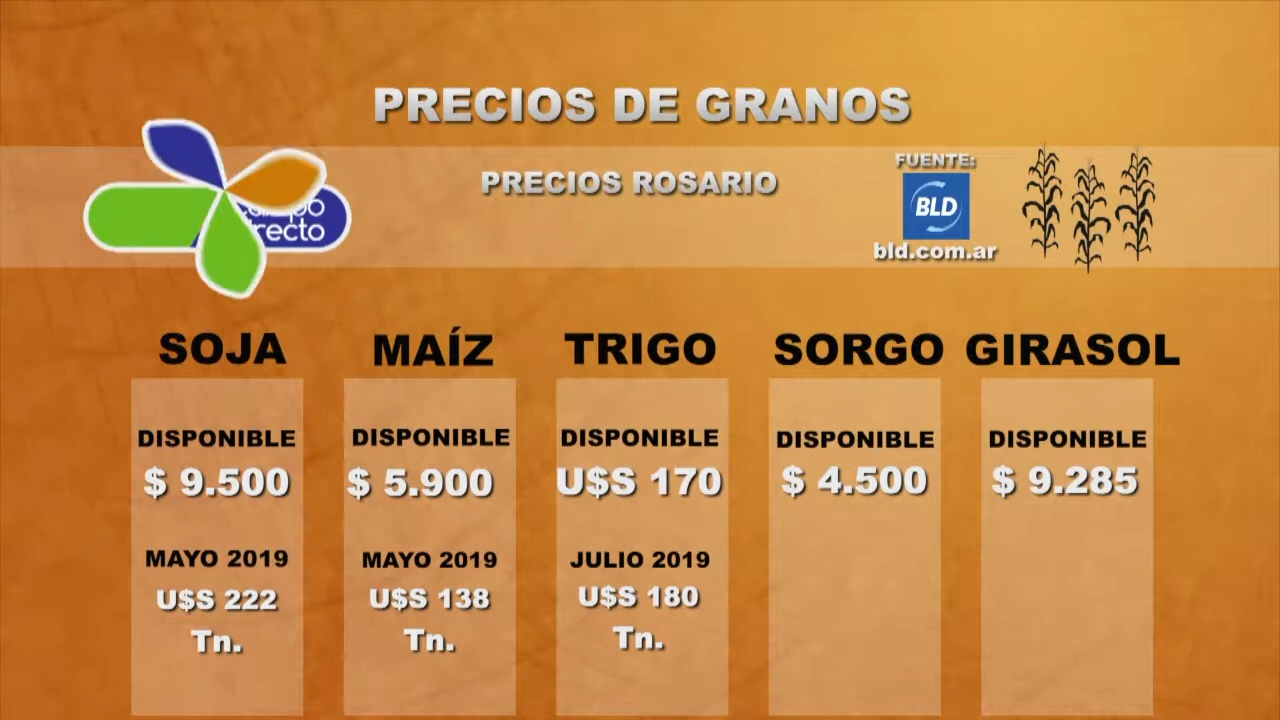 PRECIOS DE GRANOS
PRECIOS ROSARIO
FUENTE:
BLD
bld.com.ar
SOJA
DISPONIBLE
$ 9.500
MAYO 2019
U$S 222
Tn.
MAÍZ
DISPONIBLE
$ 5.900
MAYO 2019
U$S 138
Tn.
TRIGO
DISPONIBLE
U$S 170
JULIO 2019
U$S 180
Tn.
SORGO
DISPONIBLE
$ 4.500
GIRASOL
DISPONIBLE
$ 9.285